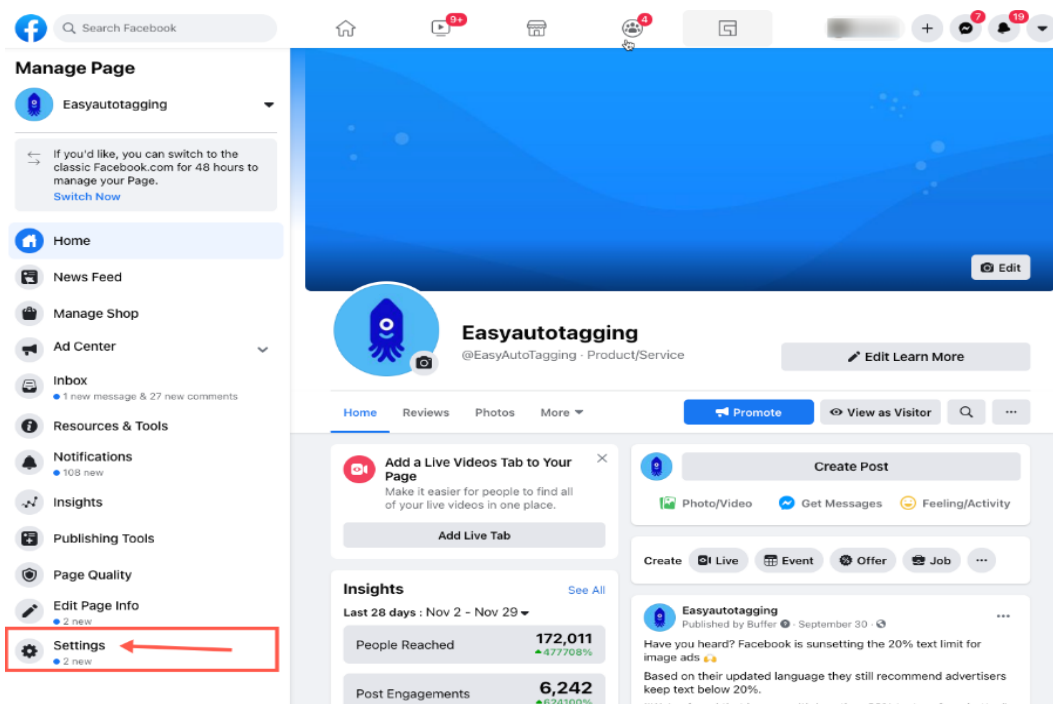 Search Facebook
9+
4
7
19
Manage Page
Easyautotagging
If you'd like, you can switch to the
classic Facebook.com for 48 hours to
manage your Page.
Switch Now
Home
News Feed
Manage Shop
Ad Center
Inbox
1 new message & 27 new comments
Resources & Tools
Notifications
108 new
Insights
Publishing Tools
Page Quality
Edit Page Info
2 new
Settings
2 new
Edit
Easyautotagging
@EasyAutoTagging · Product/Service
Edit Learn More
Home Reviews Photos More
Promote
View as Visitor
Add a Live Videos Tab to Your
Page
Make it easier for people to find all
of your live videos in one place.
Add Live Tab
Insights See All
Last 28 days : Nov 2 - Nov 29
People Reached 172,011
477708%
Post Engagements 6,242
624100%
Create Post
Photo/Video Get Messages Feeling/Activity
Create Live Event Offer Job
Easyautotagging
Published by Buffer · September 30 ·
Have you heard? Facebook is sunsetting the 20% text limit for
image ads 🙌
Based on their updated language they still recommend advertisers
keep text below 20%.